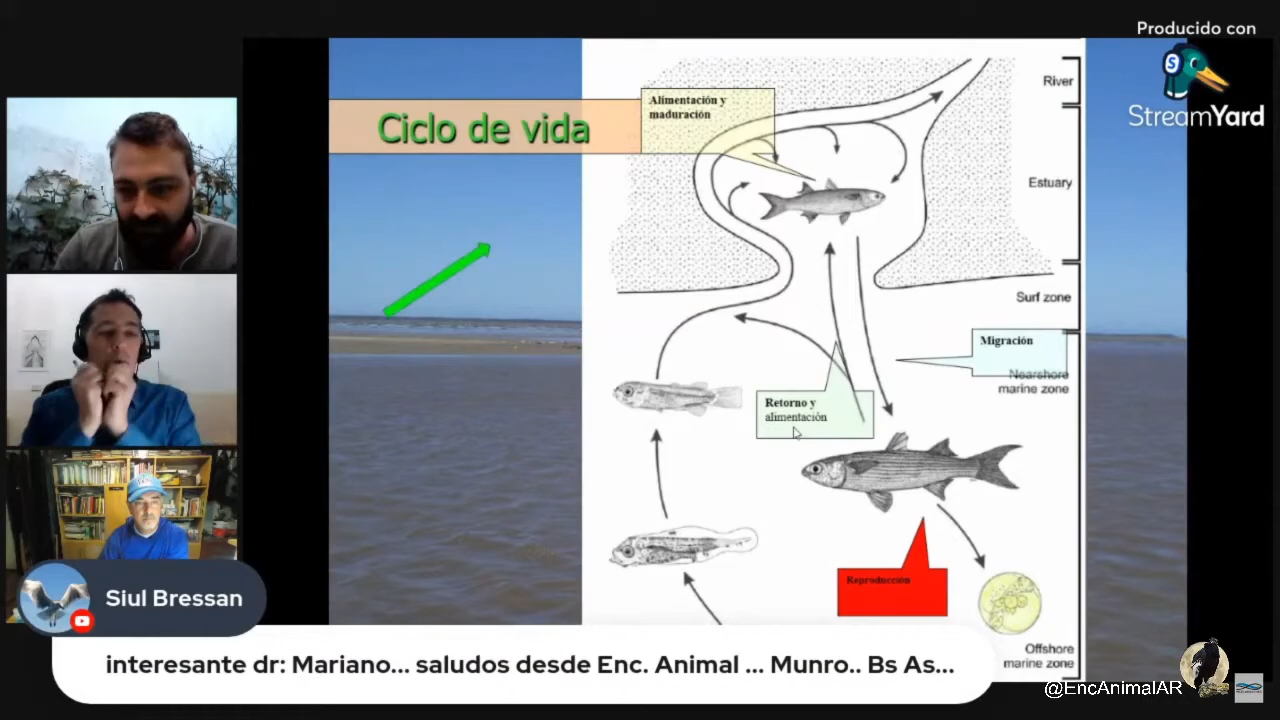 Producido con
StreamYard
Ciclo de vida
Alimentación y
maduración
River
Estuary
Surf zone
Migración
Nearshore
marine zone
Retorno y
alimentación
Reproducción
Offshore
marine zone
Siul Bressan
interesante dr: Mariano... saludos desde Enc. Animal ... Munro.. Bs As...
@EncAnimalAR